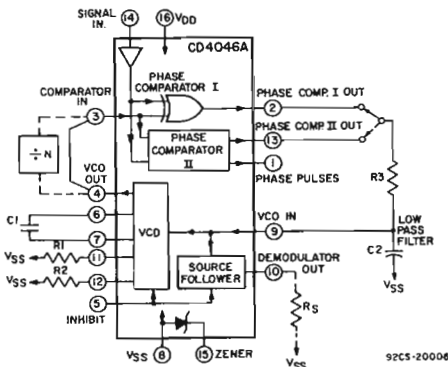 SIGNAL
IN.
14
16 VDD
CD4046A
PHASE
COMPARATOR I
COMPARATOR
IN
3
2
PHASE COMP. I OUT
PHASE COMP. II OUT
13
PHASE
COMPARATOR
II
1
PHASE PULSES
÷N
VCO
OUT
4
R3
C1
6
7
VCD
VCO IN
9
LOW
PASS
FILTER
VSS
R1
11
DEMODULATOR
OUT
C2
VSS
R2
12
SOURCE
FOLLOWER
10
VSS
5
INHIBIT
RS
VSS
8
15 ZENER
VSS
92CS-20008